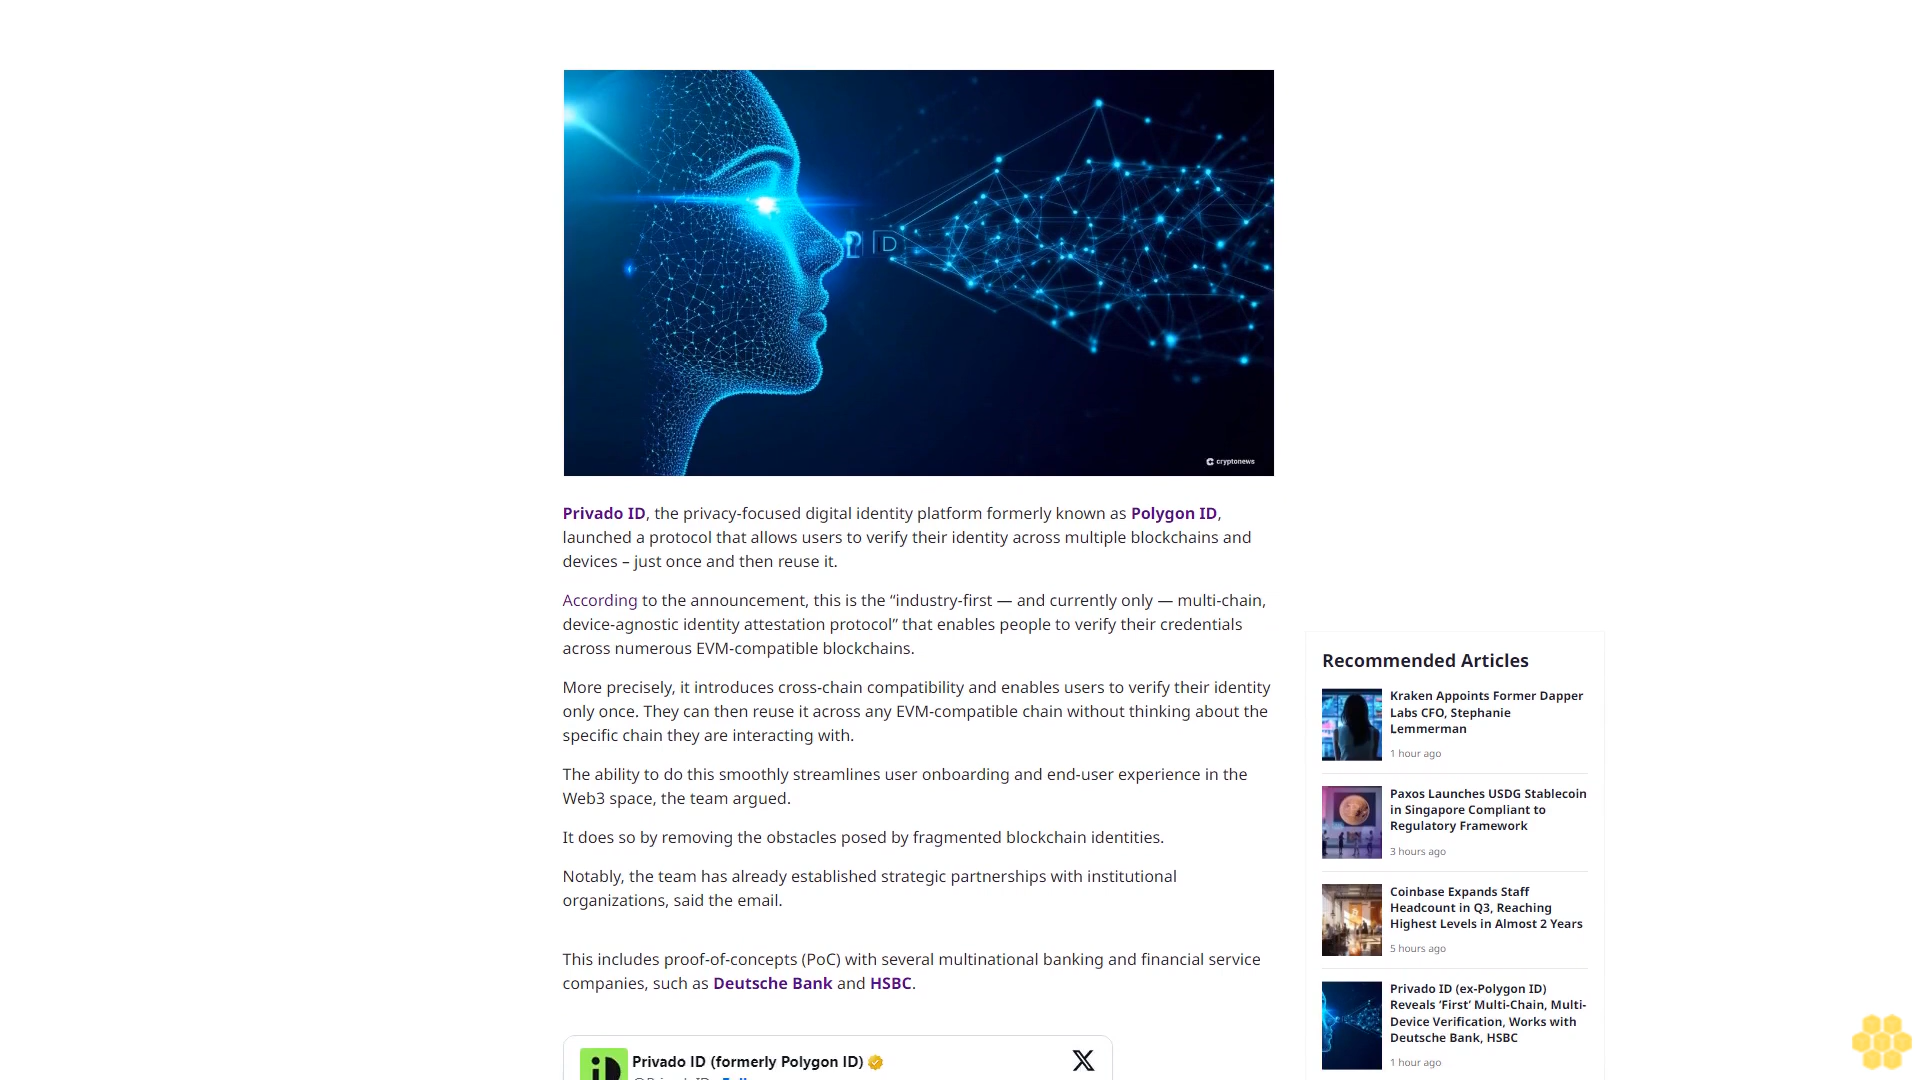 ID
cryptonews
Privado ID, the privacy-focused digital identity platform formerly known as Polygon ID,
launched a protocol that allows users to verify their identity across multiple blockchains and
devices – just once and then reuse it.
According to the announcement, this is the “industry-first — and currently only — multi-chain,
device-agnostic identity attestation protocol” that enables people to verify their credentials
across numerous EVM-compatible blockchains.
More precisely, it introduces cross-chain compatibility and enables users to verify their identity
only once. They can then reuse it across any EVM-compatible chain without thinking about the
specific chain they are interacting with.
The ability to do this smoothly streamlines user onboarding and end-user experience in the
Web3 space, the team argued.
It does so by removing the obstacles posed by fragmented blockchain identities.
Notably, the team has already established strategic partnerships with institutional
organizations, said the email.
This includes proof-of-concepts (PoC) with several multinational banking and financial service
companies, such as Deutsche Bank and HSBC.
Privado ID (formerly Polygon ID)
Recommended Articles
Kraken Appoints Former Dapper
Labs CFO, Stephanie
Lemmerman
1 hour ago
Paxos Launches USDG Stablecoin
in Singapore Compliant to
Regulatory Framework
3 hours ago
Coinbase Expands Staff
Headcount in Q3, Reaching
Highest Levels in Almost 2 Years
5 hours ago
Privado ID (ex-Polygon ID)
Reveals ‘First’ Multi-Chain, Multi-
Device Verification, Works with
Deutsche Bank, HSBC
1 hour ago